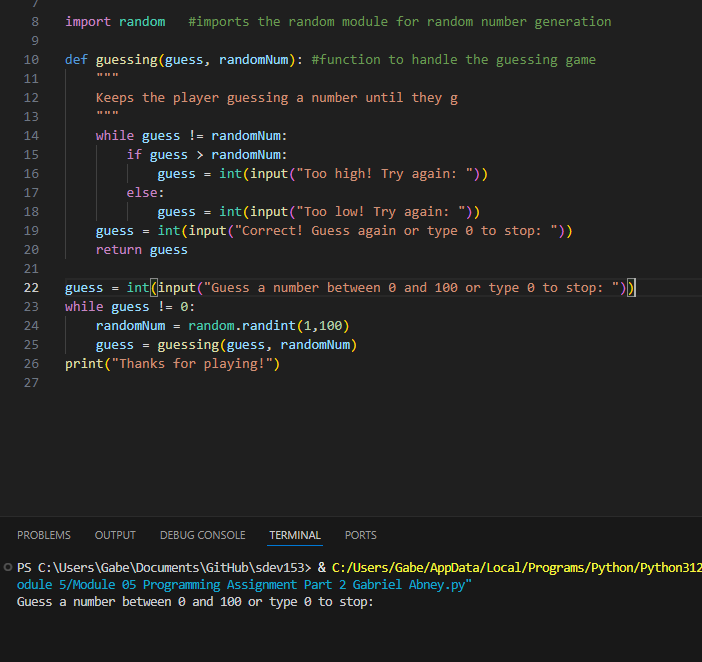 7
8 import random   #imports the random module for random number generation
9
10 def guessing(guess, randomNum): #function to handle the guessing game
11     """
12     Keeps the player guessing a number until they g
13     """
14     while guess != randomNum:
15         if guess > randomNum:
16             guess = int(input("Too high! Try again: "))
17         else:
18             guess = int(input("Too low! Try again: "))
19     guess = int(input("Correct! Guess again or type 0 to stop: "))
20     return guess
21
22 guess = int(input("Guess a number between 0 and 100 or type 0 to stop: "))
23 while guess != 0:
24     randomNum = random.randint(1,100)
25     guess = guessing(guess, randomNum)
26 print("Thanks for playing!")
27
PROBLEMS OUTPUT DEBUG CONSOLE TERMINAL PORTS
PS C:\Users\Gabe\Documents\GitHub\sdev153> & C:/Users/Gabe/AppData/Local/Programs/Python/Python312
odule 5/Module 05 Programming Assignment Part 2 Gabriel Abney.py"
Guess a number between 0 and 100 or type 0 to stop: